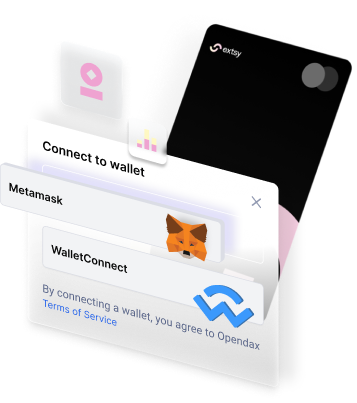 extsy
Connect to wallet
Metamask
WalletConnect
By connecting a wallet, you agree to Opendax
Terms of Service